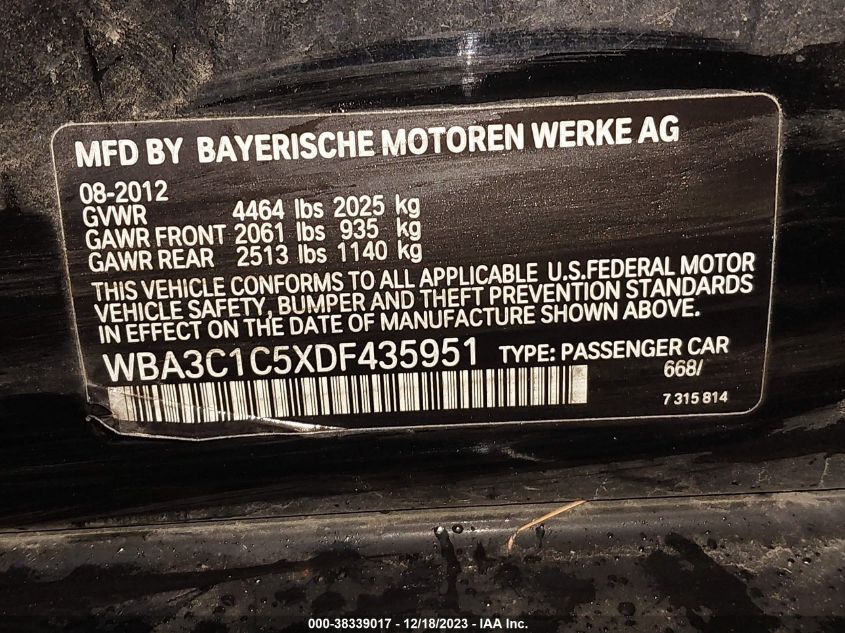 MFD BY BAYERISCHE MOTOREN WERKE AG
08-2012
GVWR 4464 lbs 2025 kg
GAWR FRONT 2061 lbs 935 kg
GAWR REAR 2513 lbs 1140 kg
THIS VEHICLE CONFORMS TO ALL APPLICABLE U.S.FEDERAL MOTOR
VEHICLE SAFETY, BUMPER AND THEFT PREVENTION STANDARDS
IN EFFECT ON THE DATE OF MANUFACTURE SHOWN ABOVE.
WBA3C1C5XDF435951 TYPE: PASSENGER CAR
668/
7 315 814
000-38339017 - 12/18/2023 - IAA Inc.